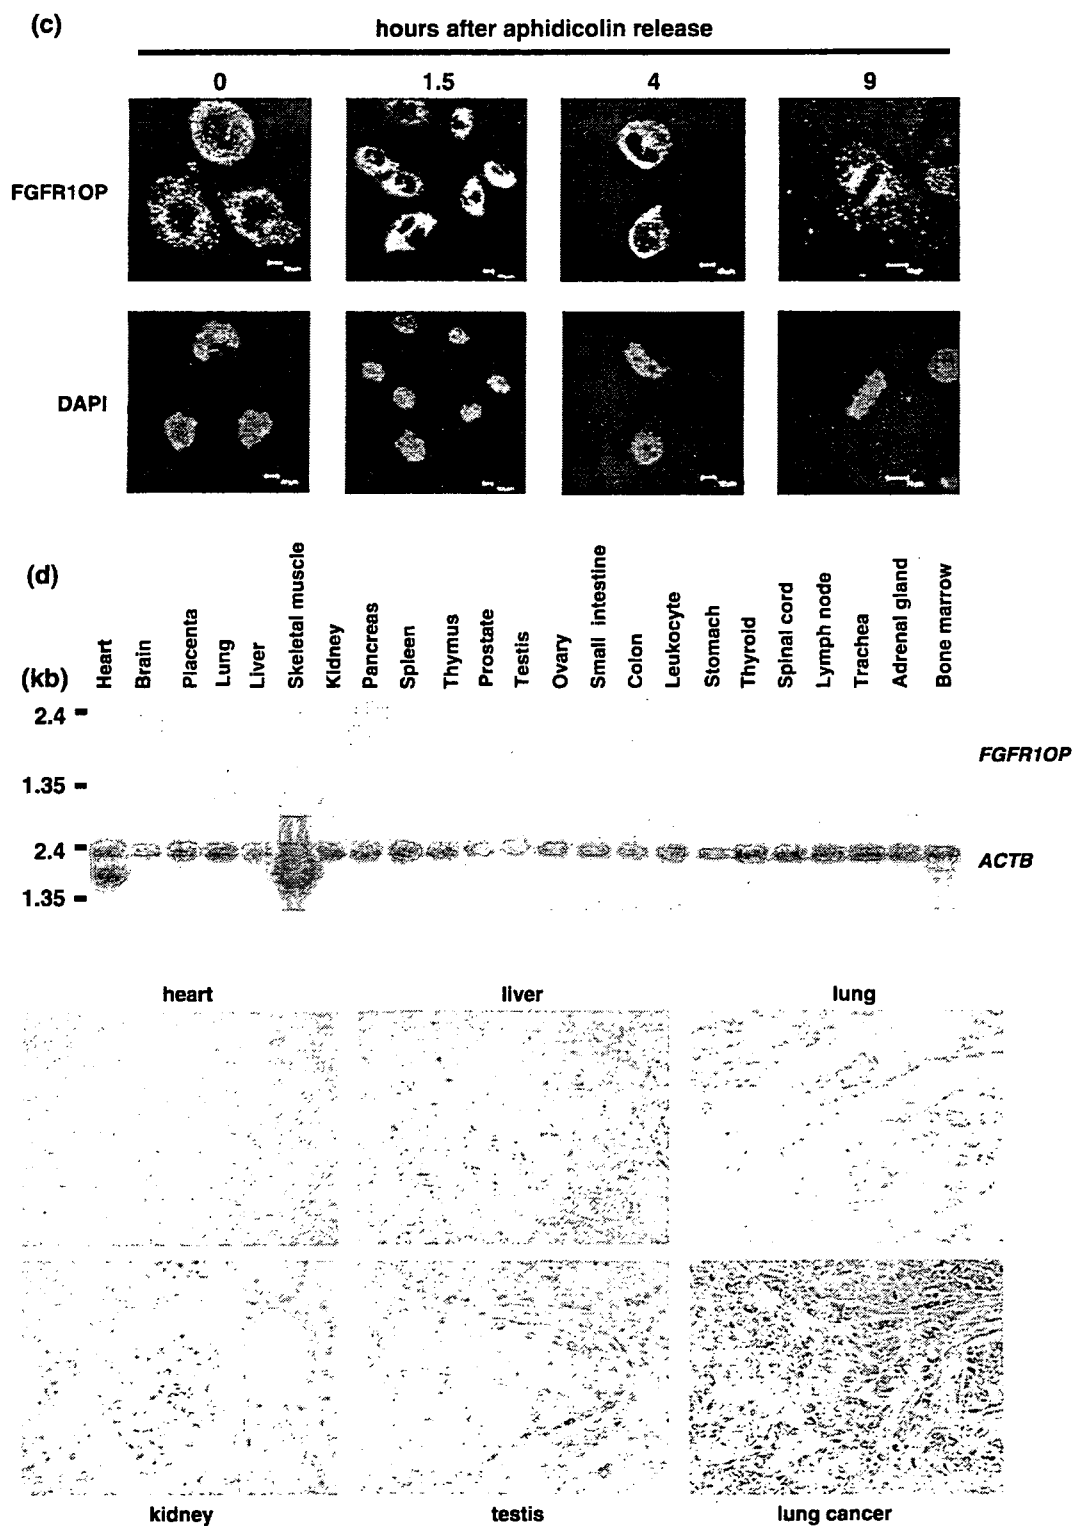 (c)
hours after aphidicolin release
0 1.5 4 9
FGFR1OP
DAPI
(d)
(kb)
Heart
Brain
Placenta
Lung
Liver
Skeletal muscle
Kidney
Pancreas
Spleen
Thymus
Prostate
Testis
Ovary
Small intestine
Colon
Leukocyte
Stomach
Thyroid
Spinal cord
Lymph node
Trachea
Adrenal gland
Bone marrow
2.4
FGFR1OP
1.35
2.4
ACTB
1.35
heart liver lung
kidney testis lung cancer